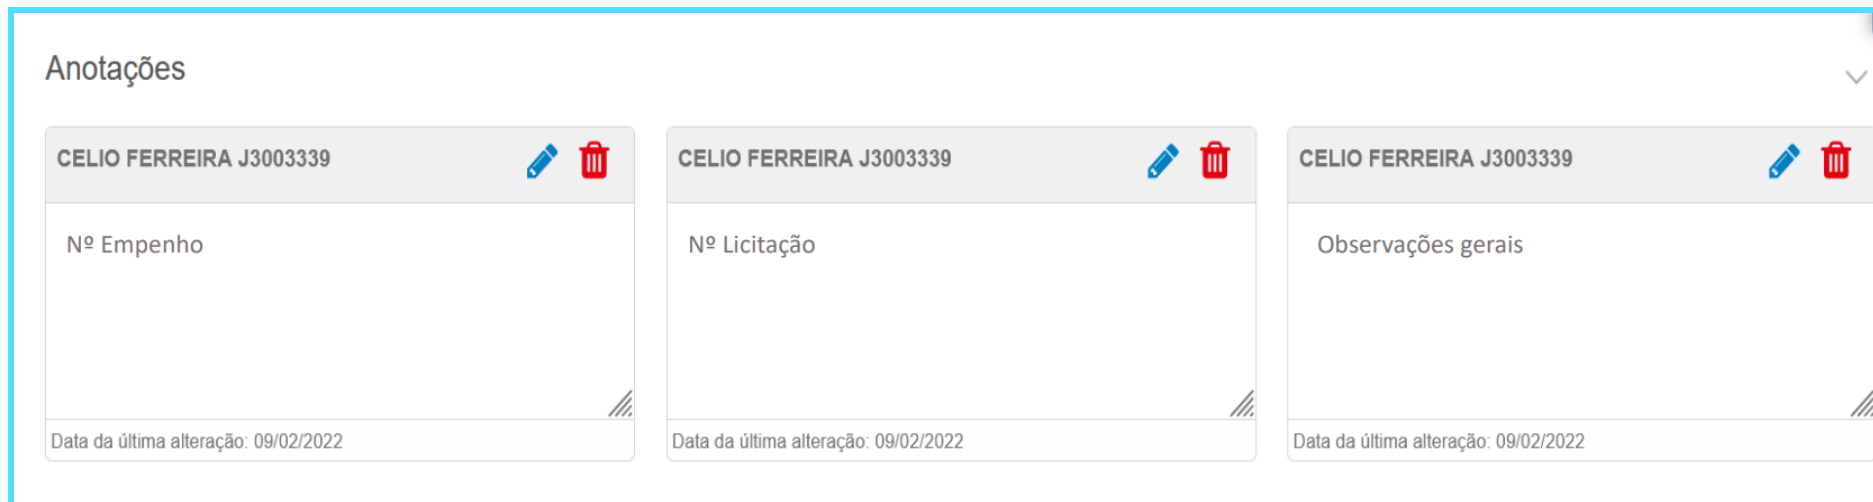 Anotações
CELIO FERREIRA J3003339
Nº Empenho
Data da última alteração: 09/02/2022
CELIO FERREIRA J3003339
Nº Licitação
Data da última alteração: 09/02/2022
CELIO FERREIRA J3003339
Observações gerais
Data da última alteração: 09/02/2022